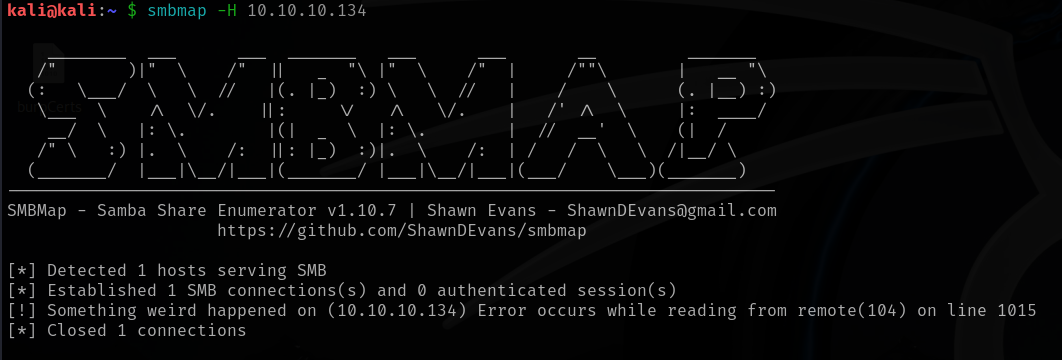 kali@kali:~ $ smbmap -H 10.10.10.134
SMBMAP
SMBMap - Samba Share Enumerator v1.10.7 | Shawn Evans - ShawnDEvans@gmail.com
https://github.com/ShawnDEvans/smbmap
[*] Detected 1 hosts serving SMB
[*] Established 1 SMB connections(s) and 0 authenticated session(s)
[!] Something weird happened on (10.10.10.134) Error occurs while reading from remote(104) on line 1015
[*] Closed 1 connections